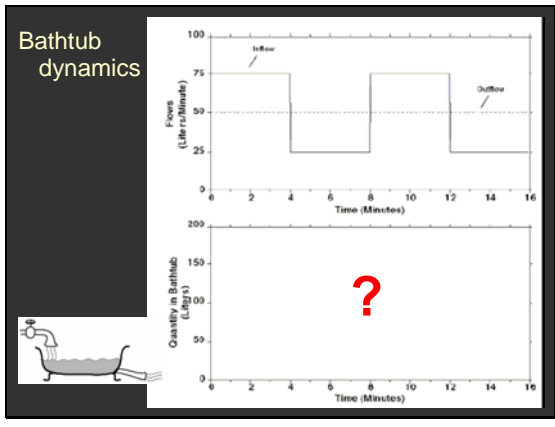 Bathtub
dynamics
100
75
50
25
0
Flows
(Liters/Minute)
Inflow
Outflow
0 2 4 6 8 10 12 14 16
Time (Minutes)
200
150
100
50
0
Quantity in Bathtub
(Liters)
?
0 2 4 6 8 10 12 14 16
Time (Minutes)